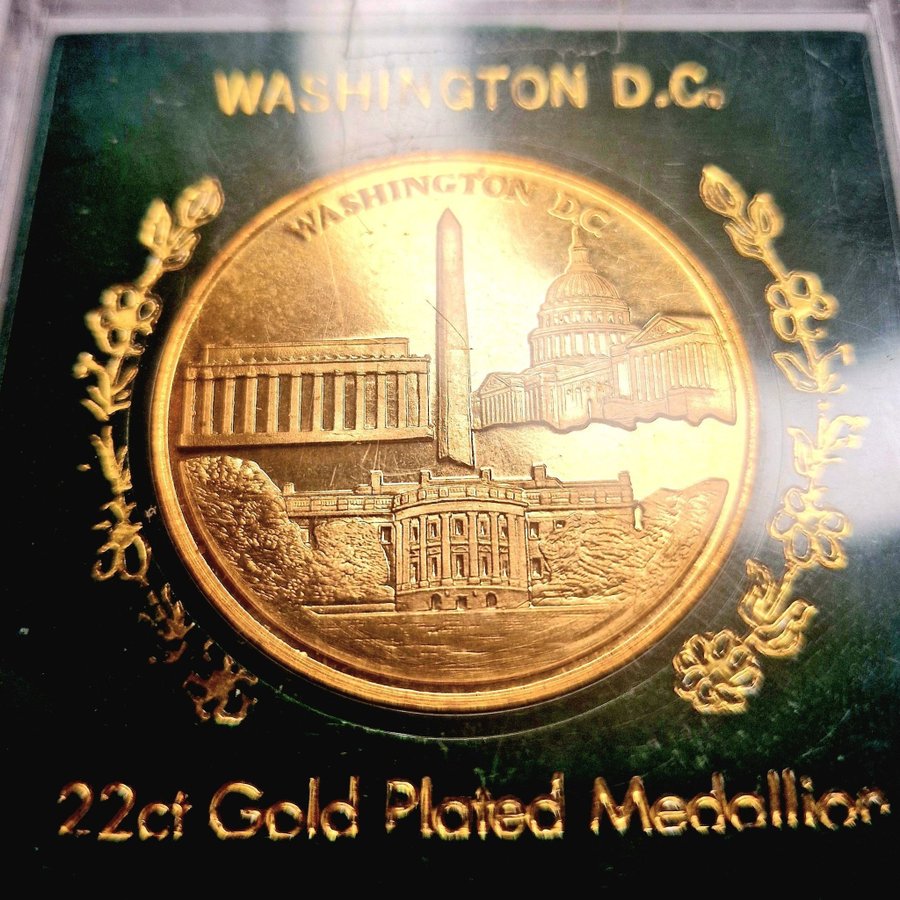 WASHINGTON D.C.
WASHINGTON DC
22ct Gold Plated Medallion